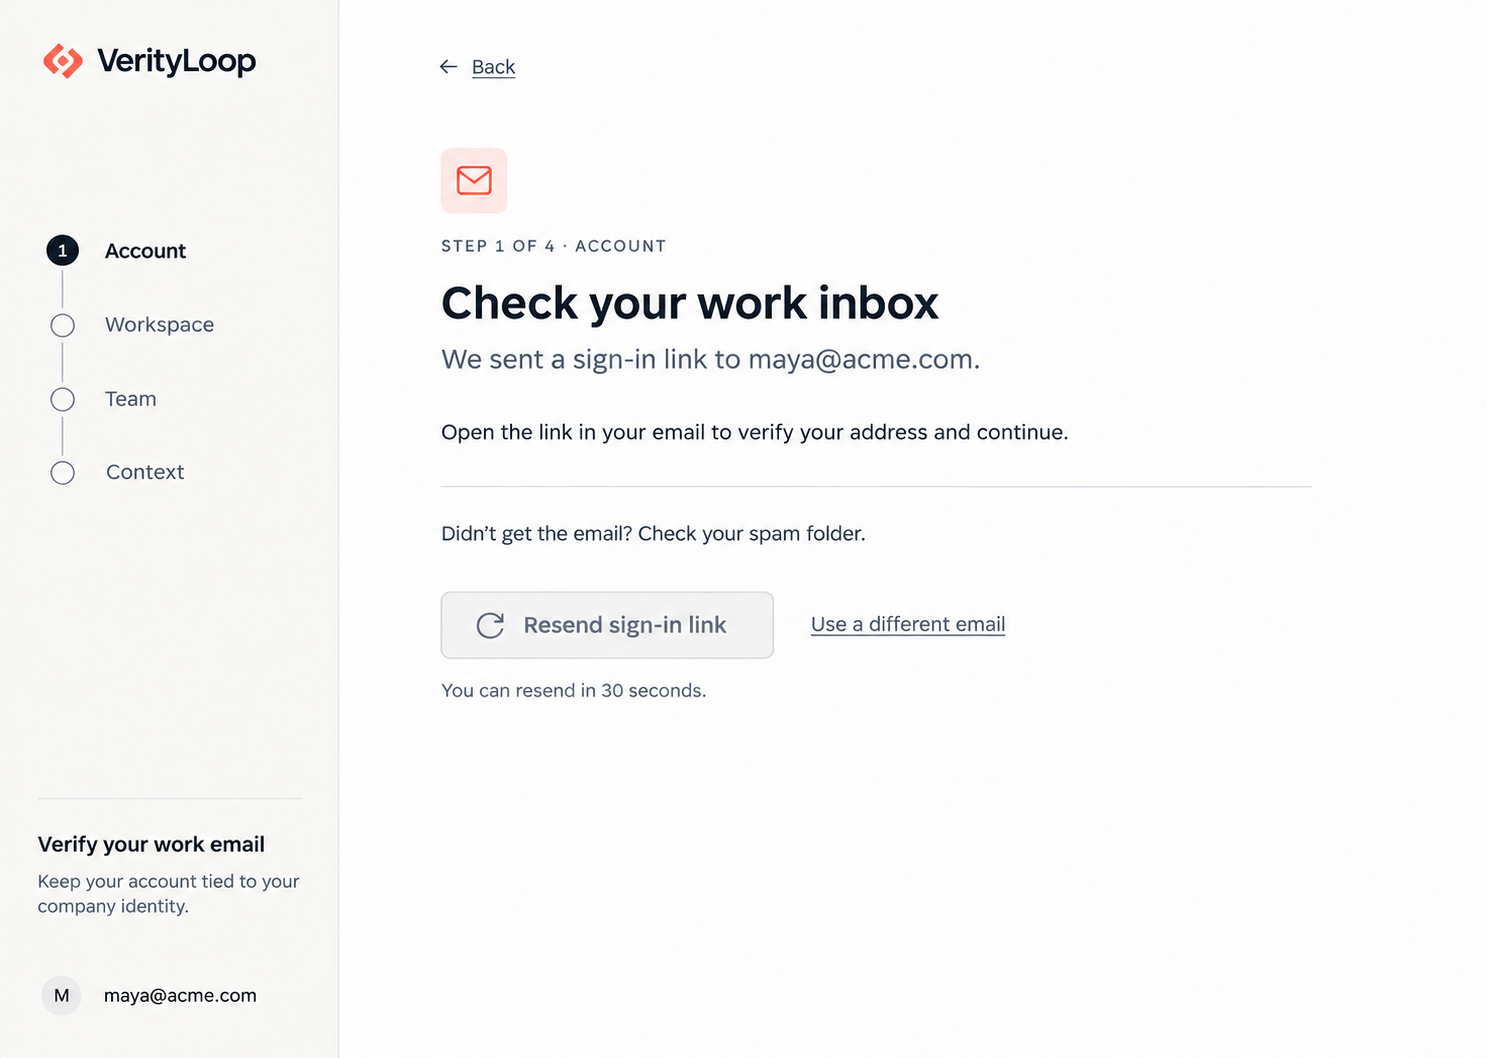 VerityLoop
1
Account
Workspace
Team
Context
Verify your work email
Keep your account tied to your
company identity.
M
maya@acme.com
Back
STEP 1 OF 4 · ACCOUNT
Check your work inbox
We sent a sign-in link to maya@acme.com.
Open the link in your email to verify your address and continue.
Didn’t get the email? Check your spam folder.
Resend sign-in link
Use a different email
You can resend in 30 seconds.